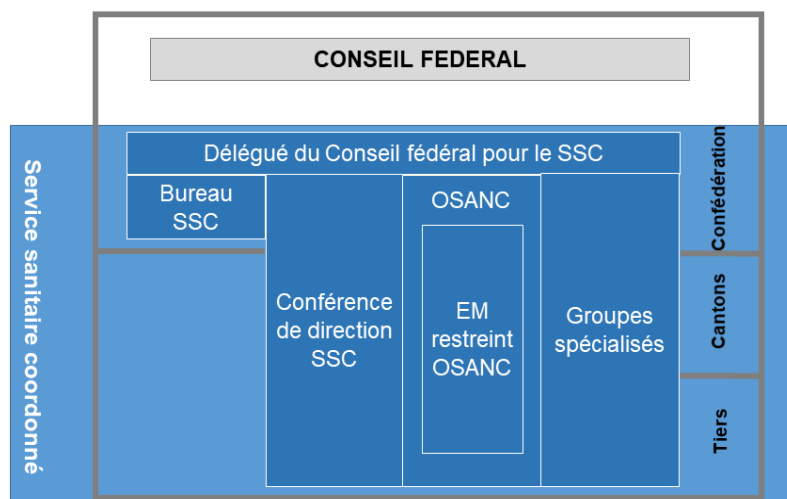 CONSEIL FEDERAL
Service sanitaire coordonné
Délégué du Conseil fédéral pour le SSC
Bureau
SSC
Conférence
de direction
SSC
OSANC
EM
restreint
OSANC
Groupes
spécialisés
Confédération
Cantons
Tiers